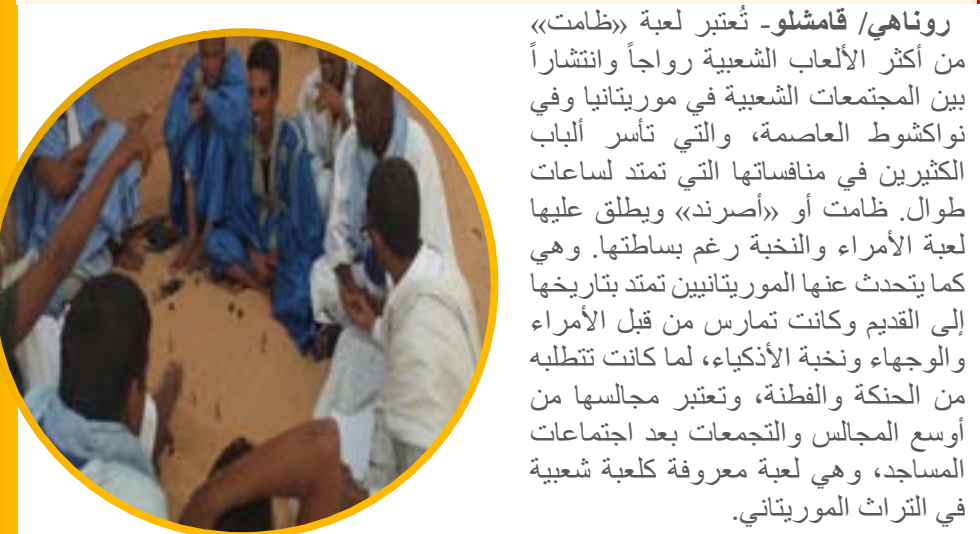 روناهي/ قامشلو- تُعتبر لعبة «ظامت»
من أكثر الألعاب الشعبية رواجاً وانتشاراً
بين المجتمعات الشعبية في موريتانيا وفي
نواكشوط العاصمة، والتي تأسر ألباب
الكثيرين في منافساتها التي تمتد لساعات
طوال. ظامت أو «أصرند» ويطلق عليها
لعبة الأمراء والنخبة رغم بساطتها. وهي
كما يتحدث عنها الموريتانيين تمتد بتاريخها
إلى القديم وكانت تمارس من قبل الأمراء
والوجهاء ونخبة الأذكياء، لما كانت تتطلبه
من الحنكة والفطنة، وتعتبر مجالسها من
أوسع المجالس والتجمعات بعد اجتماعات
المساجد، وهي لعبة معروفة كلعبة شعبية
في التراث الموريتاني.